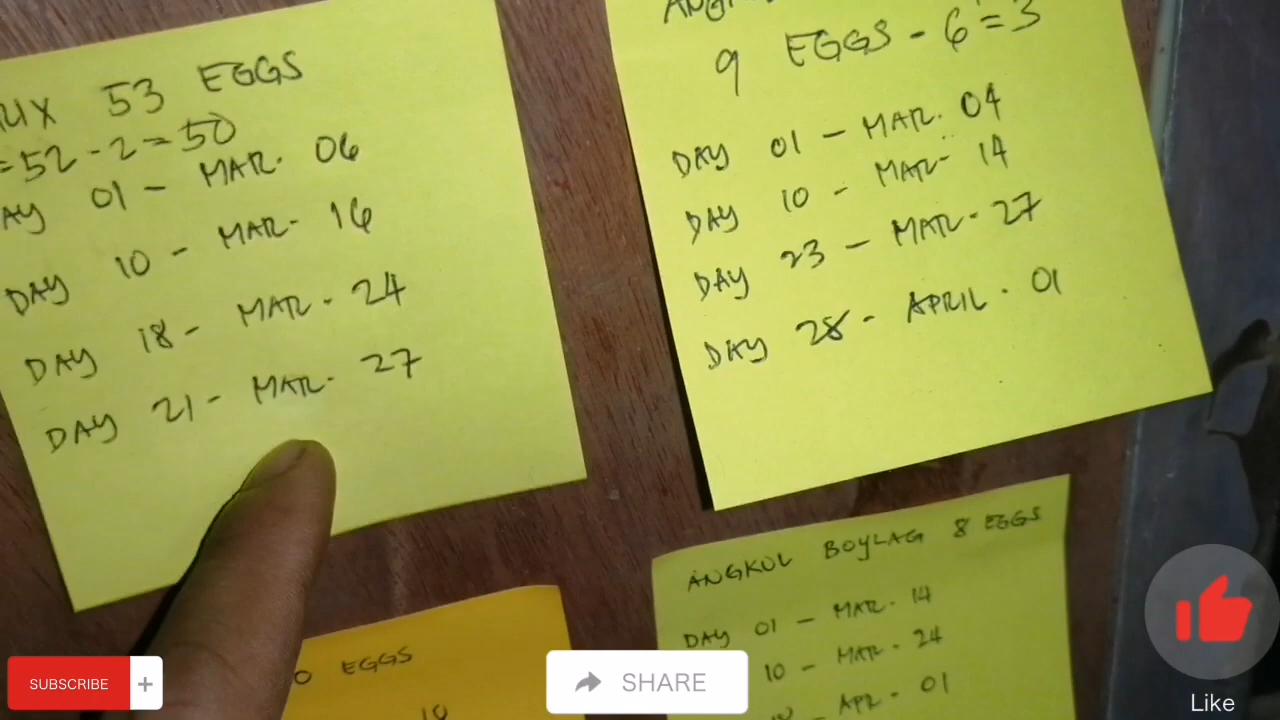 53 EGGS
=52-2=50
DAY 01 - MAR. 06
DAY 10 - MAR. 16
DAY 18 - MAR. 24
DAY 21 - MAR. 27
9 EGGS - 6 = 3
DAY 01 - MAR. 04
DAY 10 - MAR. 14
DAY 23 - MAR. 27
DAY 28 - APRIL. 01
ANGKOL BOYLAG 8 EGGS
DAY 01 - MAR. 14
10 - MAR. 24
APR. 01
EGGS
SUBSCRIBE +
SHARE
Like